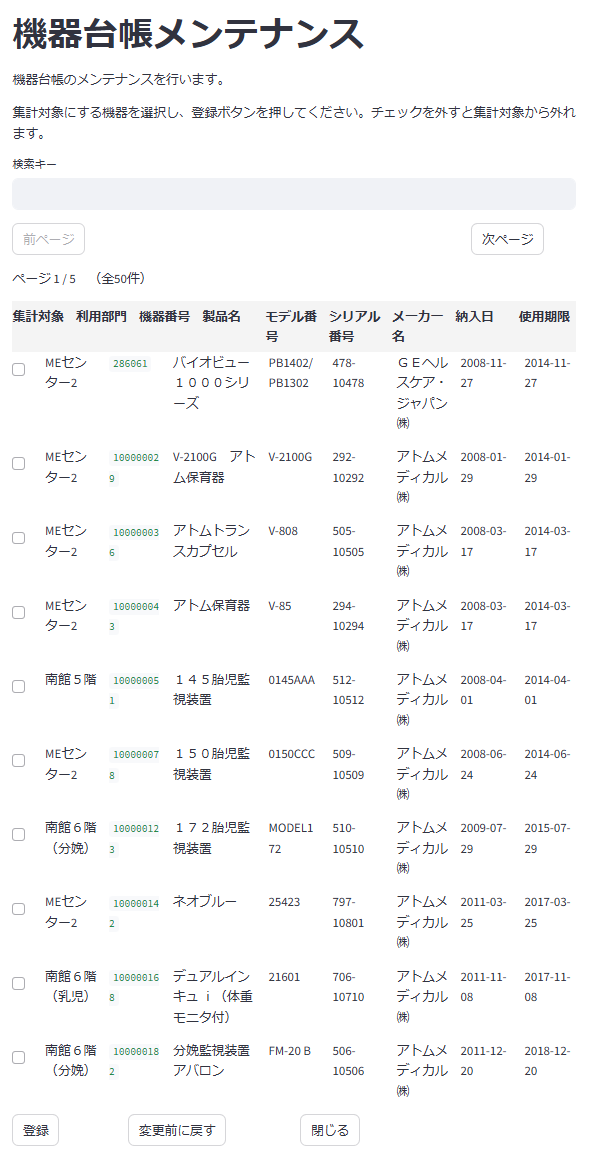 機器台帳メンテナンス
機器台帳のメンテナンスを行います。
集計対象にする機器を選択し、登録ボタンを押してください。チェックを外すと集計対象から外れ
ます。
検索キー
前ページ 次ページ
ページ 1 / 5 （全50件）
集計対象 利用部門 機器番号 製品名 モデル番 シリアル メーカー 納入日 使用期限
号 番号 名
MEセン 286061 バイオビュー PB1402/ 478- ＧＥヘル 2008-11- 2014-11-
ター2 １０００シリ PB1302 10478 スケア・ 27 27
ーズ ジャパン
㈱
MEセン 10000002 V-2100G　アト V-2100G 292- アトムメ 2008-01- 2014-01-
ター2 9 ム保育器 10292 ディカル 29 29
㈱
MEセン 10000003 アトムトラン V-808 505- アトムメ 2008-03- 2014-03-
ター2 6 スカプセル 10505 ディカル 17 17
㈱
MEセン 10000004 アトム保育器 V-85 294- アトムメ 2008-03- 2014-03-
ター2 3 10294 ディカル 17 17
㈱
南館５階 10000005 １４５胎児監 0145AAA 512- アトムメ 2008-04- 2014-04-
1 視装置 10512 ディカル 01 01
㈱
MEセン 10000007 １５０胎児監 0150CCC 509- アトムメ 2008-06- 2014-06-
ター2 8 視装置 10509 ディカル 24 24
㈱
南館６階 10000012 １７２胎児監 MODEL1 510- アトムメ 2009-07- 2015-07-
（分娩） 3 視装置 72 10510 ディカル 29 29
㈱
MEセン 10000014 ネオブルー 25423 797- アトムメ 2011-03- 2017-03-
ター2 2 10801 ディカル 25 25
㈱
南館６階 10000016 デュアルイン 21601 706- アトムメ 2011-11- 2017-11-
（乳児） 8 キュｉ（体重 10710 ディカル 08 08
モニタ付） ㈱
南館６階 10000018 分娩監視装置 FM-20 B 506- アトムメ 2011-12- 2018-12-
（分娩） 2 アバロン 10506 ディカル 20 20
㈱
登録 変更前に戻す 閉じる